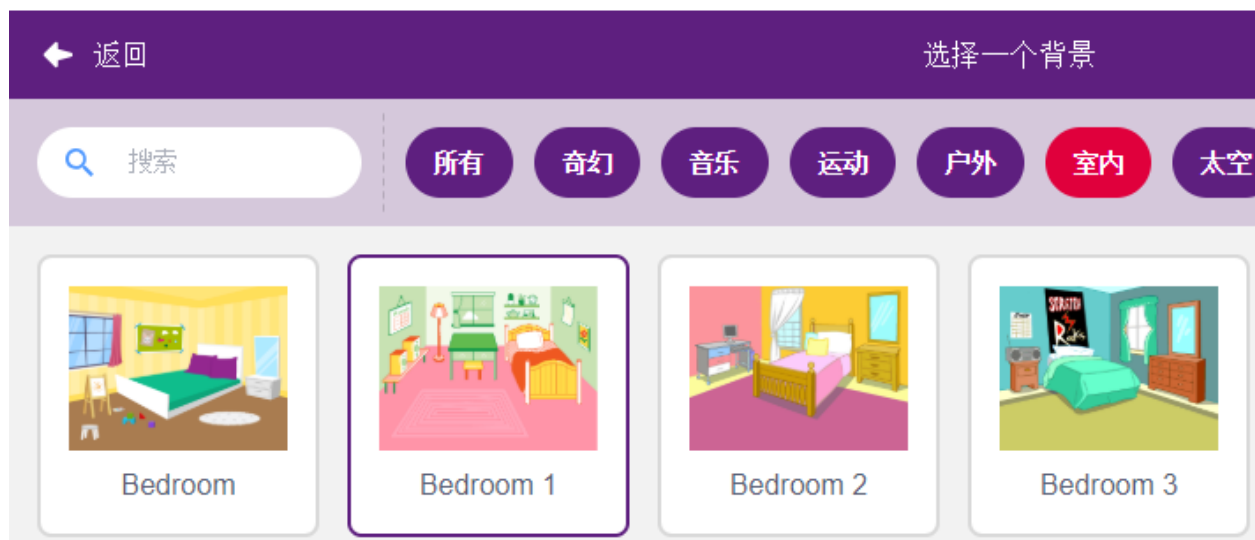 返回
选择一个背景
搜索
所有
奇幻
音乐
运动
户外
室内
太空
Bedroom
Bedroom 1
Bedroom 2
Bedroom 3